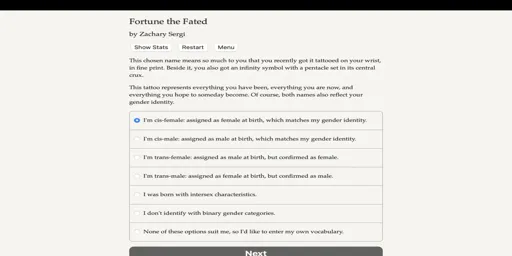 Fortune the Fated
by Zachary Sergi
Show Stats Restart Menu
This chosen name means so much to you that you recently got it tattooed on your wrist,
in fine print. Beside it, you also got an infinity symbol with a pentacle set in its central
crux.
This tattoo represents everything you have been, everything you are now, and
everything you hope to someday become. Of course, both names also reflect your
gender identity.
I'm cis-female: assigned as female at birth, which matches my gender identity.
I'm cis-male: assigned as male at birth, which matches my gender identity.
I'm trans-female: assigned as male at birth, but confirmed as female.
I'm trans-male: assigned as female at birth, but confirmed as male.
I was born with intersex characteristics.
I don't identify with binary gender categories.
None of these options suit me, so I'd like to enter my own vocabulary.
Next